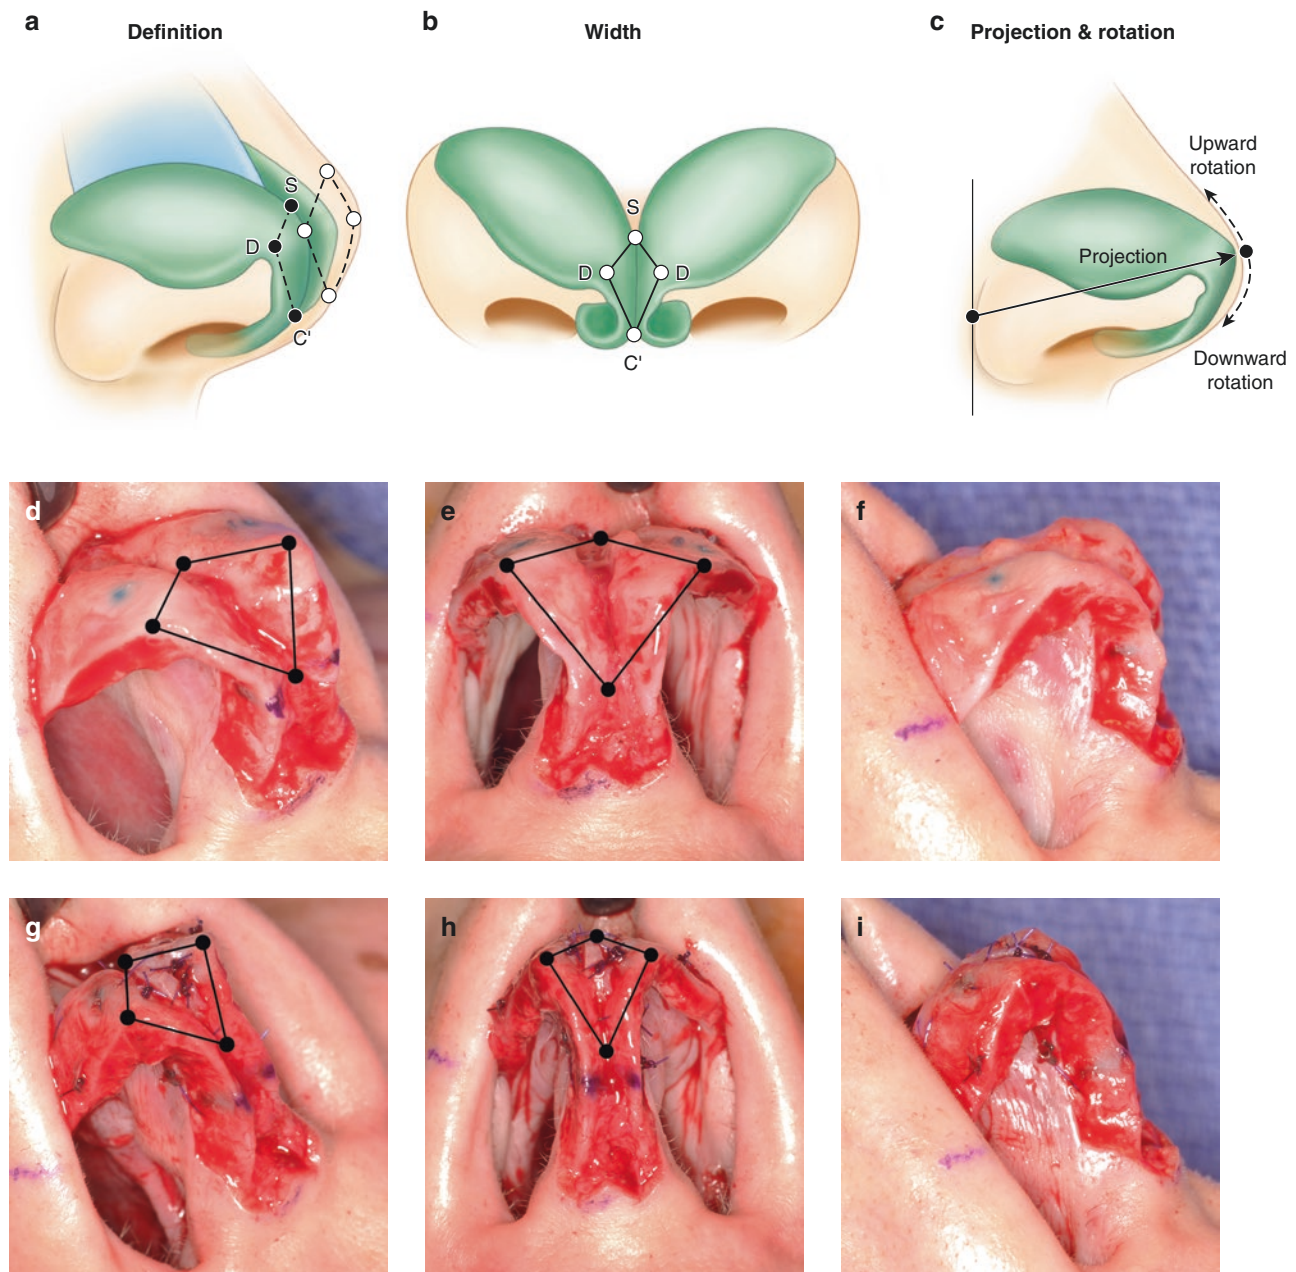 a
Definition
S
D
C'
b
Width
S
D
D
C'
c
Projection & rotation
Upward
rotation
Projection
Downward
rotation
d
e
f
g
h
i